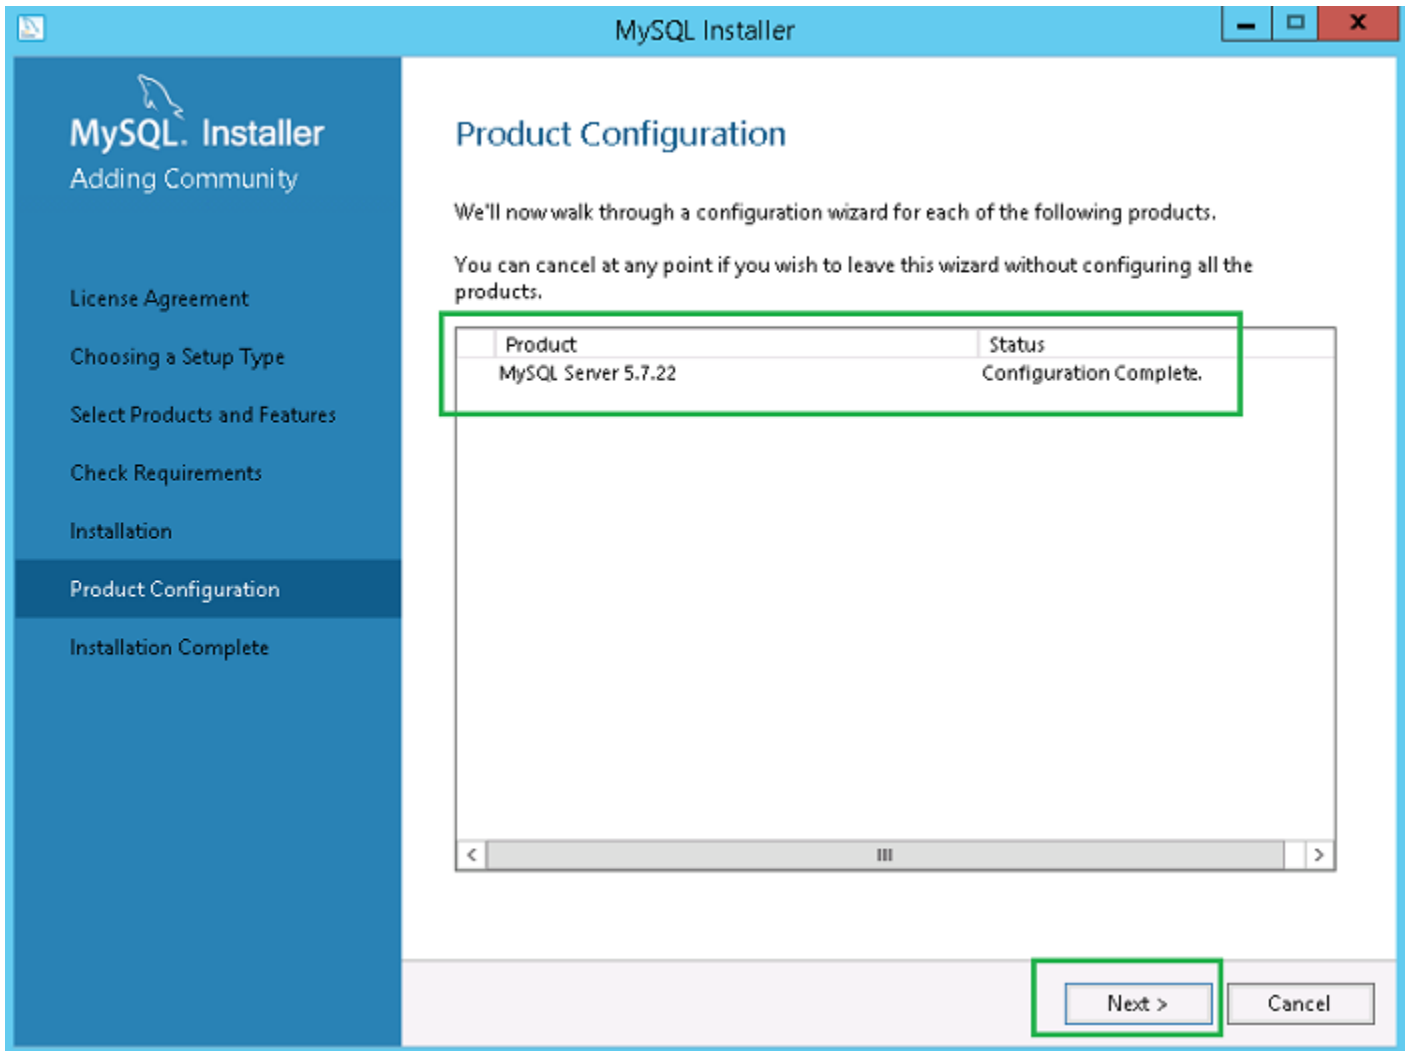 MySQL Installer
MySQL. Installer
Adding Community
License Agreement
Choosing a Setup Type
Select Products and Features
Check Requirements
Installation
Product Configuration
Installation Complete
Product Configuration
We'll now walk through a configuration wizard for each of the following products.
You can cancel at any point if you wish to leave this wizard without configuring all the
products.
Product Status
MySQL Server 5.7.22 Configuration Complete.
Next > Cancel